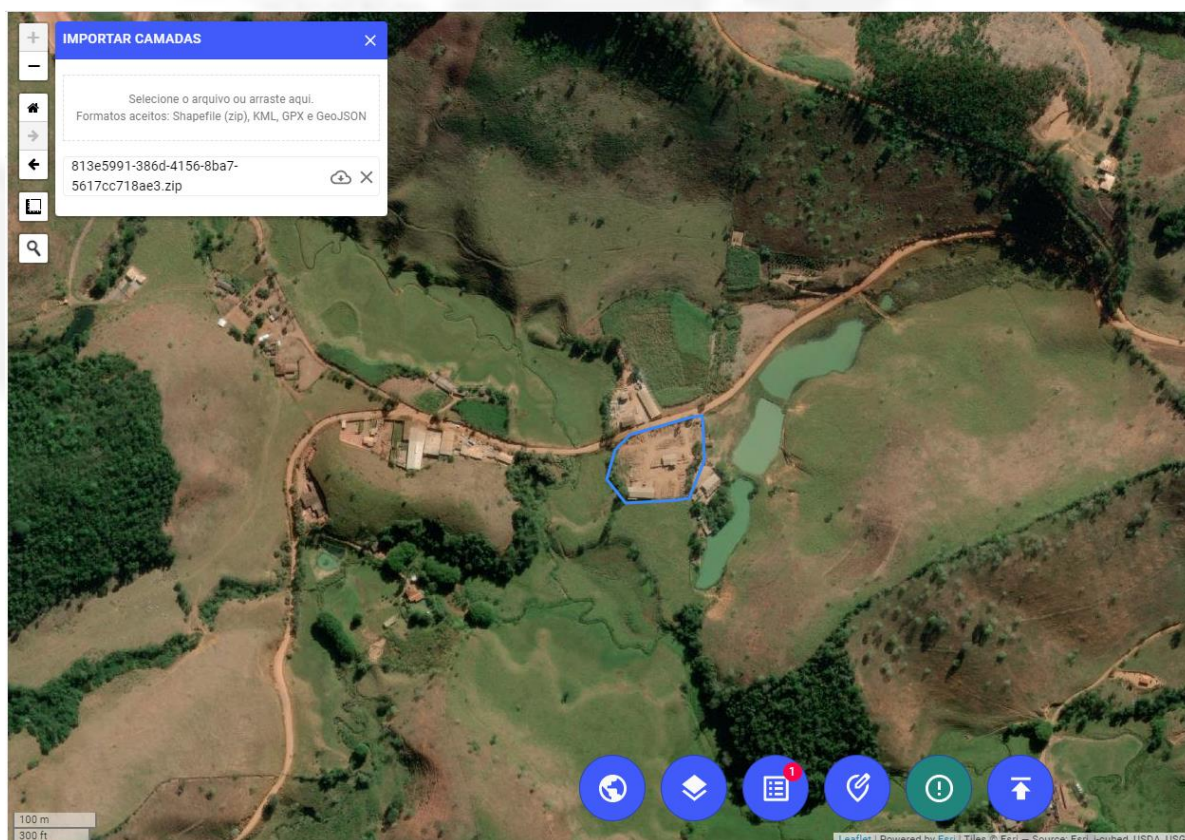 +
IMPORTAR CAMADAS ×
−
Selecione o arquivo ou arraste aqui.
Formatos aceitos: Shapefile (zip), KML, GPX e GeoJSON
813e5991-386d-4156-8ba7-
5617cc718ae3.zip
1
100 m
300 ft
Leaflet | Powered by Esri | Tiles © Esri — Source: Esri, i-cubed, USDA, USG